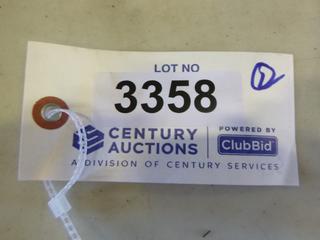 LOT NO
3358
CENTURY
AUCTIONS
POWERED BY
ClubBid
A DIVISION OF CENTURY SERVICES